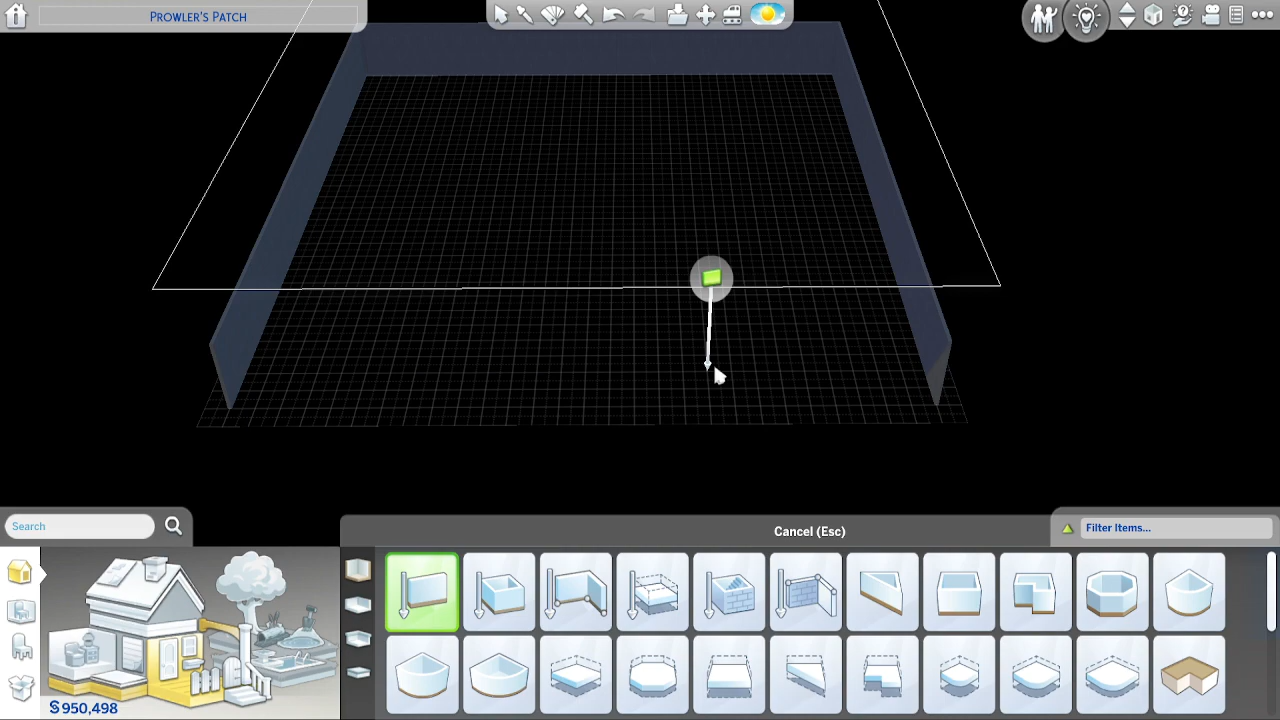 PROWLER'S PATCH
Search
Cancel (Esc)
Filter Items...
§950,498